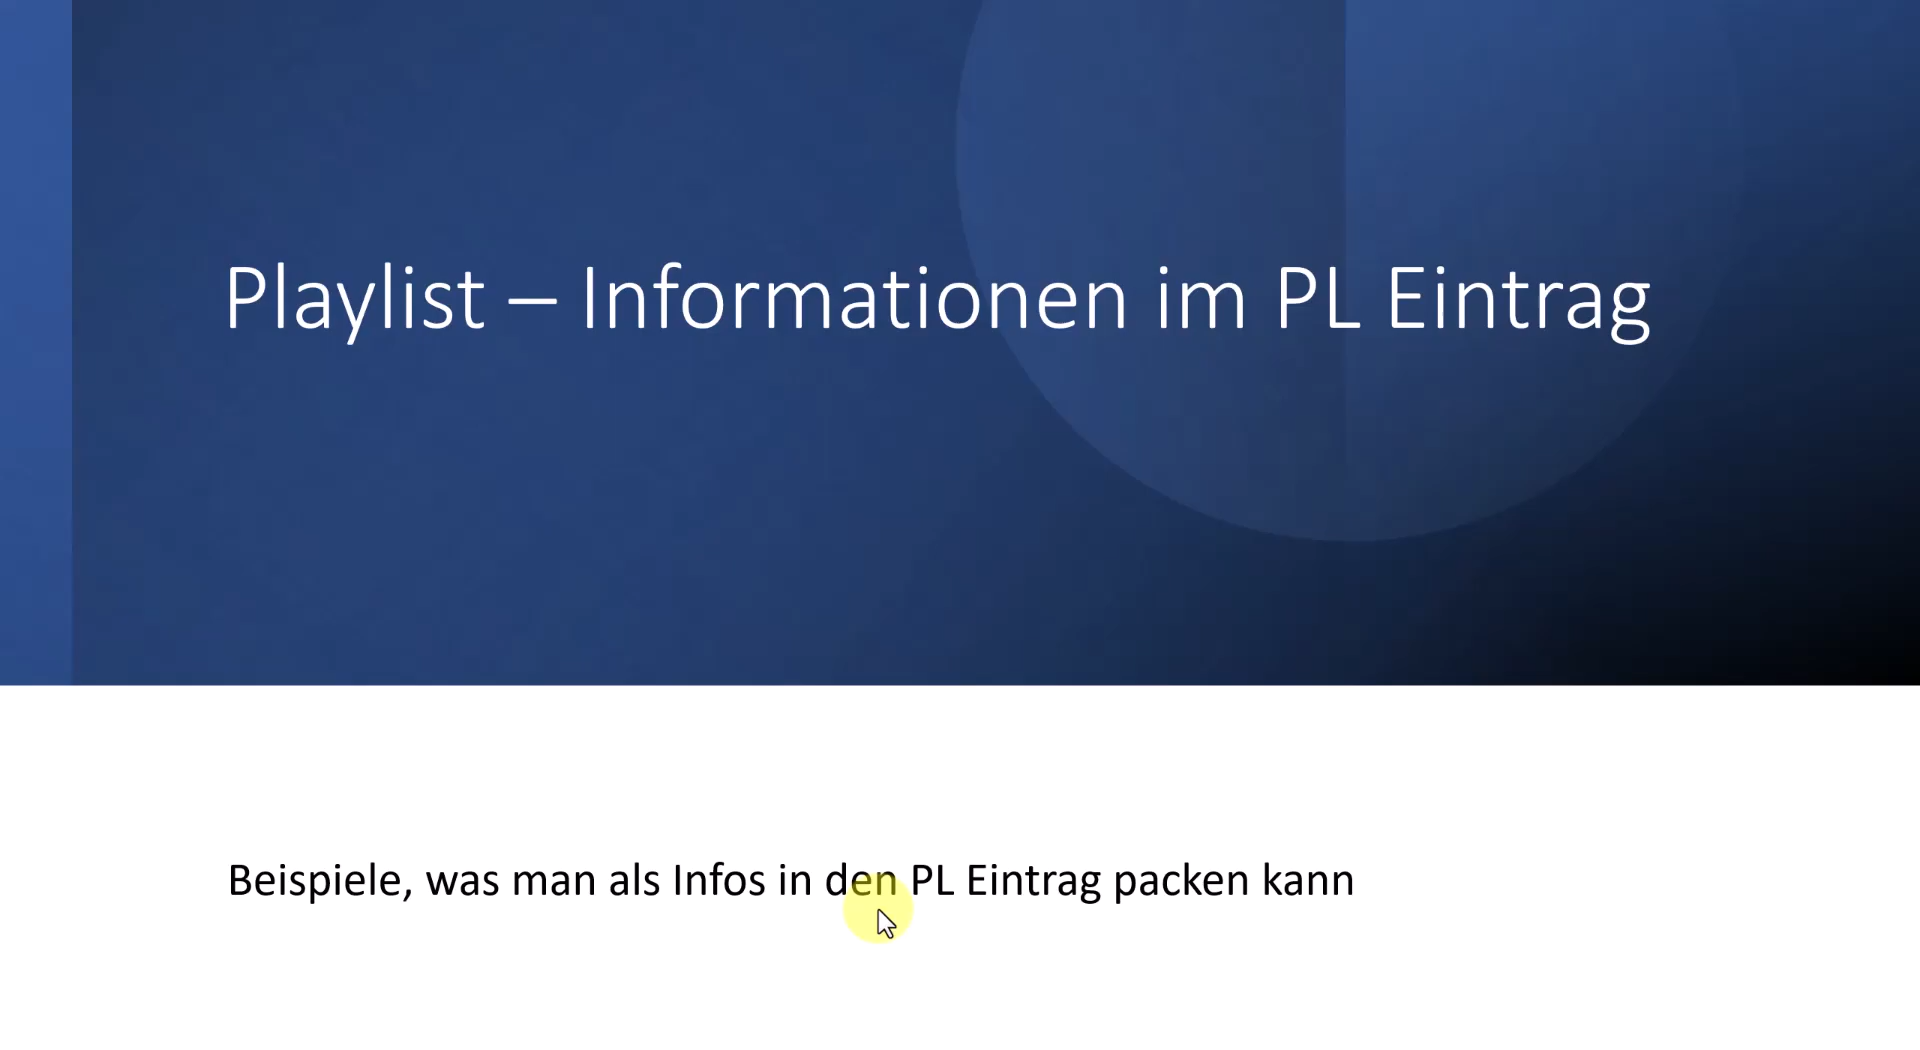 Playlist – Informationen im PL Eintrag
Beispiele, was man als Infos in den PL Eintrag packen kann